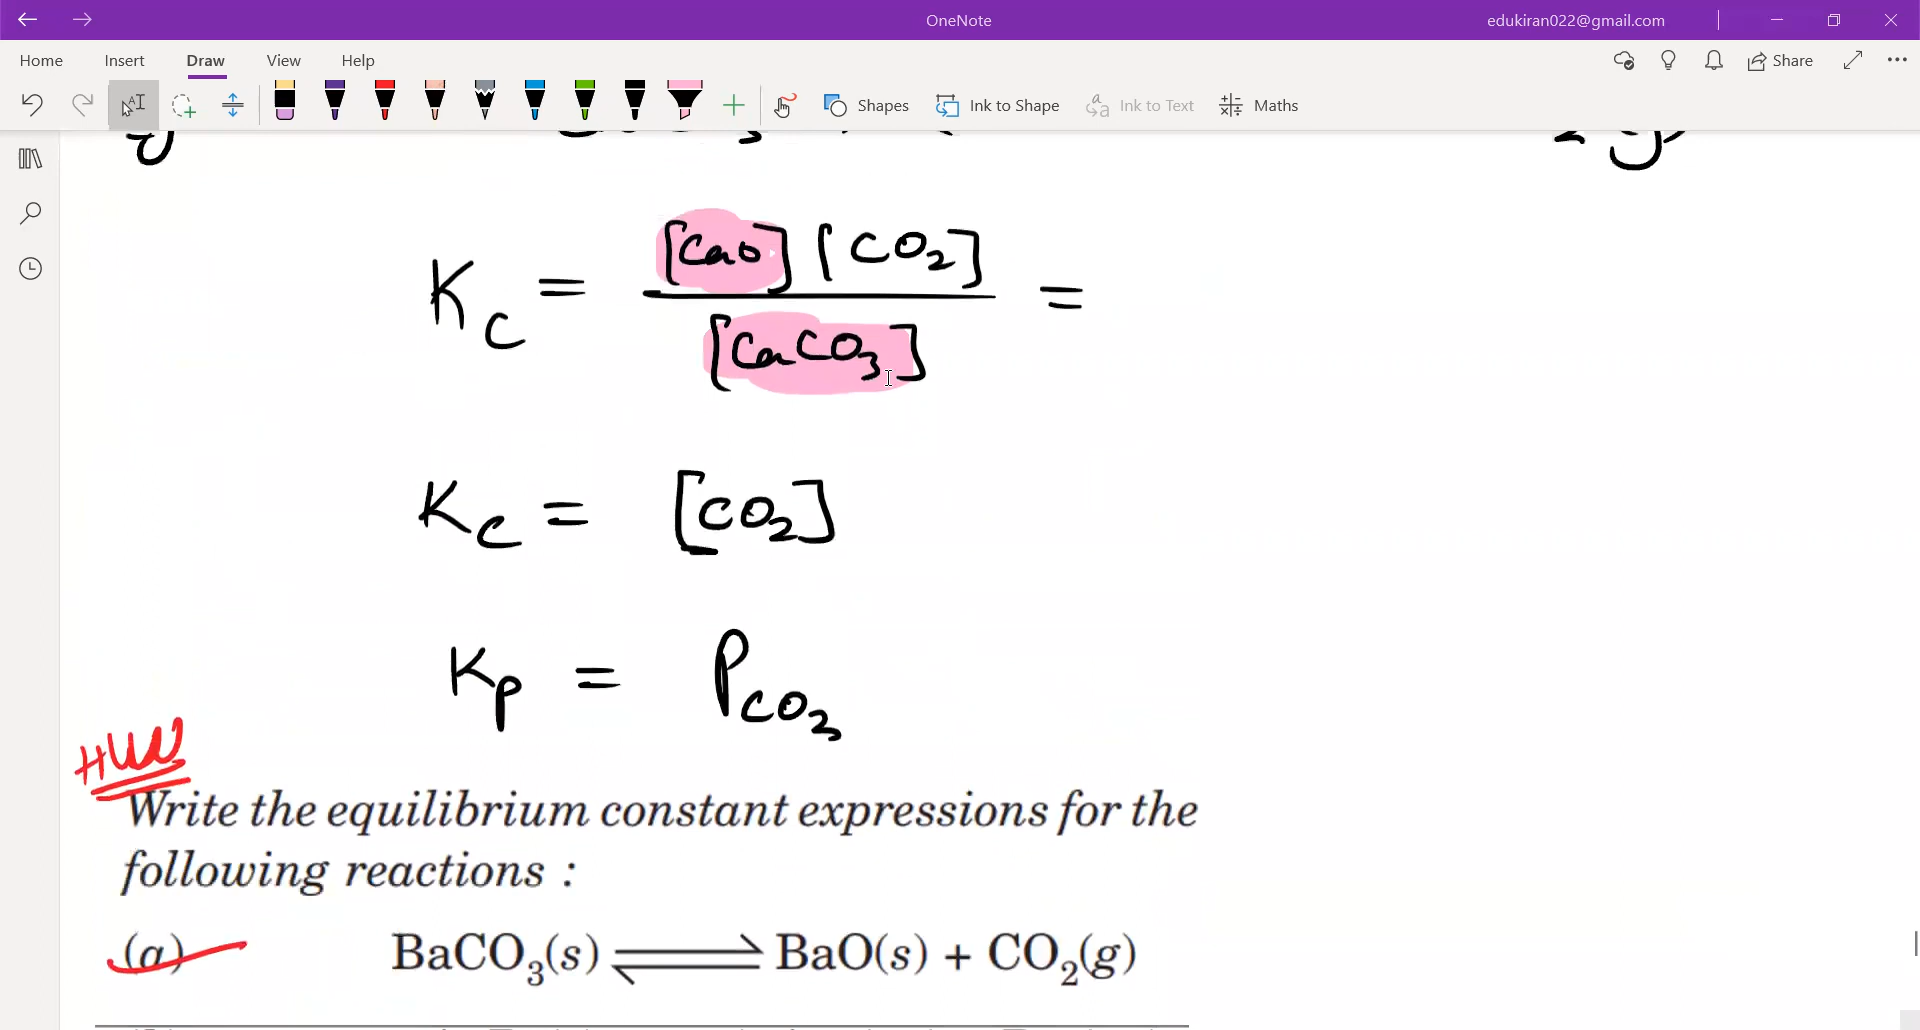 OneNote
edukiran022@gmail.com
Home Insert Draw View Help
Share
Shapes Ink to Shape Ink to Text Maths
Kc = [CaO] [CO2] / [CaCO3] =
Kc = [CO2]
Kp = PCO2
HW
Write the equilibrium constant expressions for the
following reactions :
(a) BaCO3(s) ⇌ BaO(s) + CO2(g)